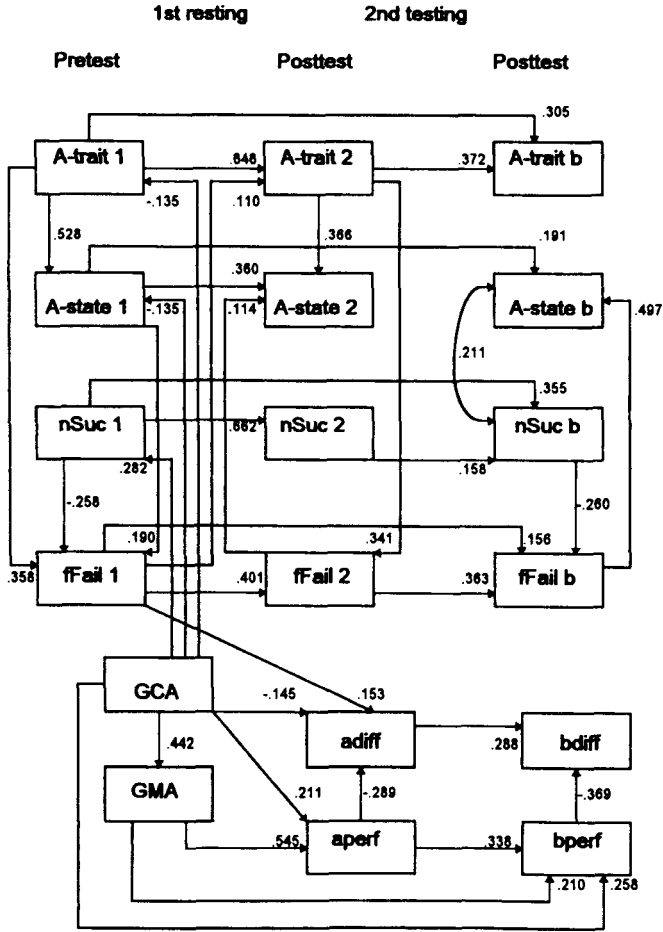 1st resting 2nd testing
Pretest Posttest Posttest
.305
A-trait 1 A-trait 2 A-trait b
.646 .372
-.135 .110
.528 .366 .191
.360
A-state 1 A-state 2 A-state b
-.135 .114 .497
.211
.355
nSuc 1 .662 nSuc 2 nSuc b
.282 .158
-.258 -.260
.190 .341 .156
.358 fFail 1 .401 fFail 2 .363 fFail b
GCA -.145 .153
.442 adiff .288 bdiff
GMA .211 -.289 -.369
.545 aperf .338 bperf
.210 .258